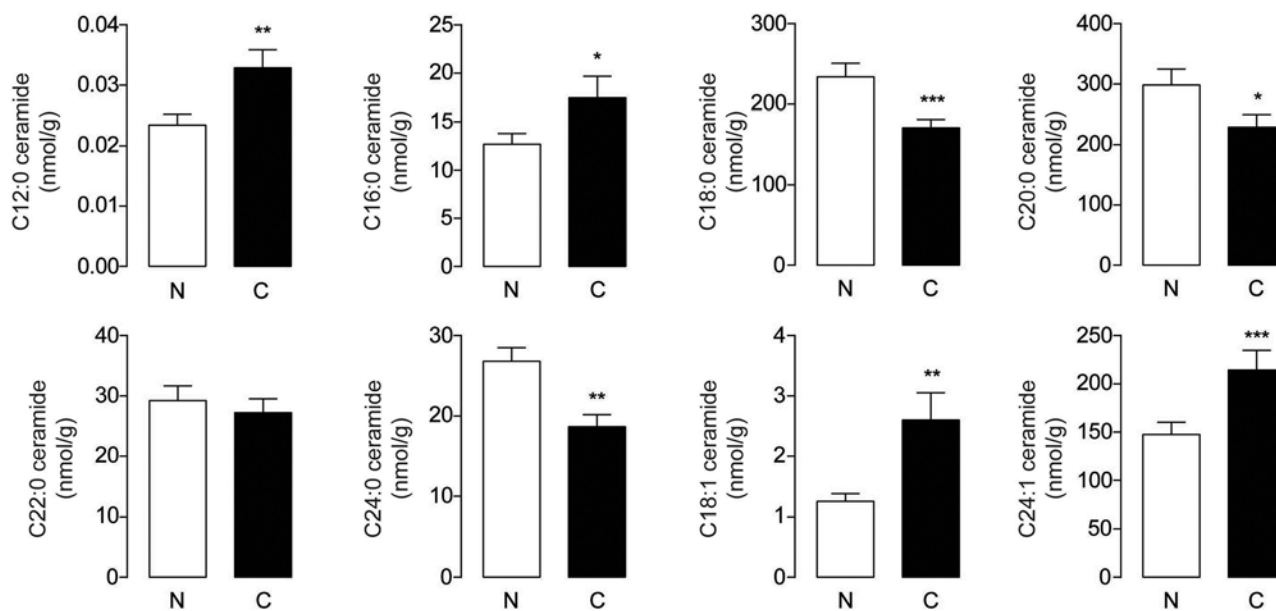 C12:0 ceramide
(nmol/g)
0.04
0.03
0.02
0.01
0.00
**
N C
C16:0 ceramide
(nmol/g)
25
20
15
10
5
0
*
N C
C18:0 ceramide
(nmol/g)
300
200
100
0
***
N C
C20:0 ceramide
(nmol/g)
400
300
200
100
0
*
N C
C22:0 ceramide
(nmol/g)
40
30
20
10
0
N C
C24:0 ceramide
(nmol/g)
30
20
10
0
**
N C
C18:1 ceramide
(nmol/g)
4
3
2
1
0
**
N C
C24:1 ceramide
(nmol/g)
250
200
150
100
50
0
***
N C